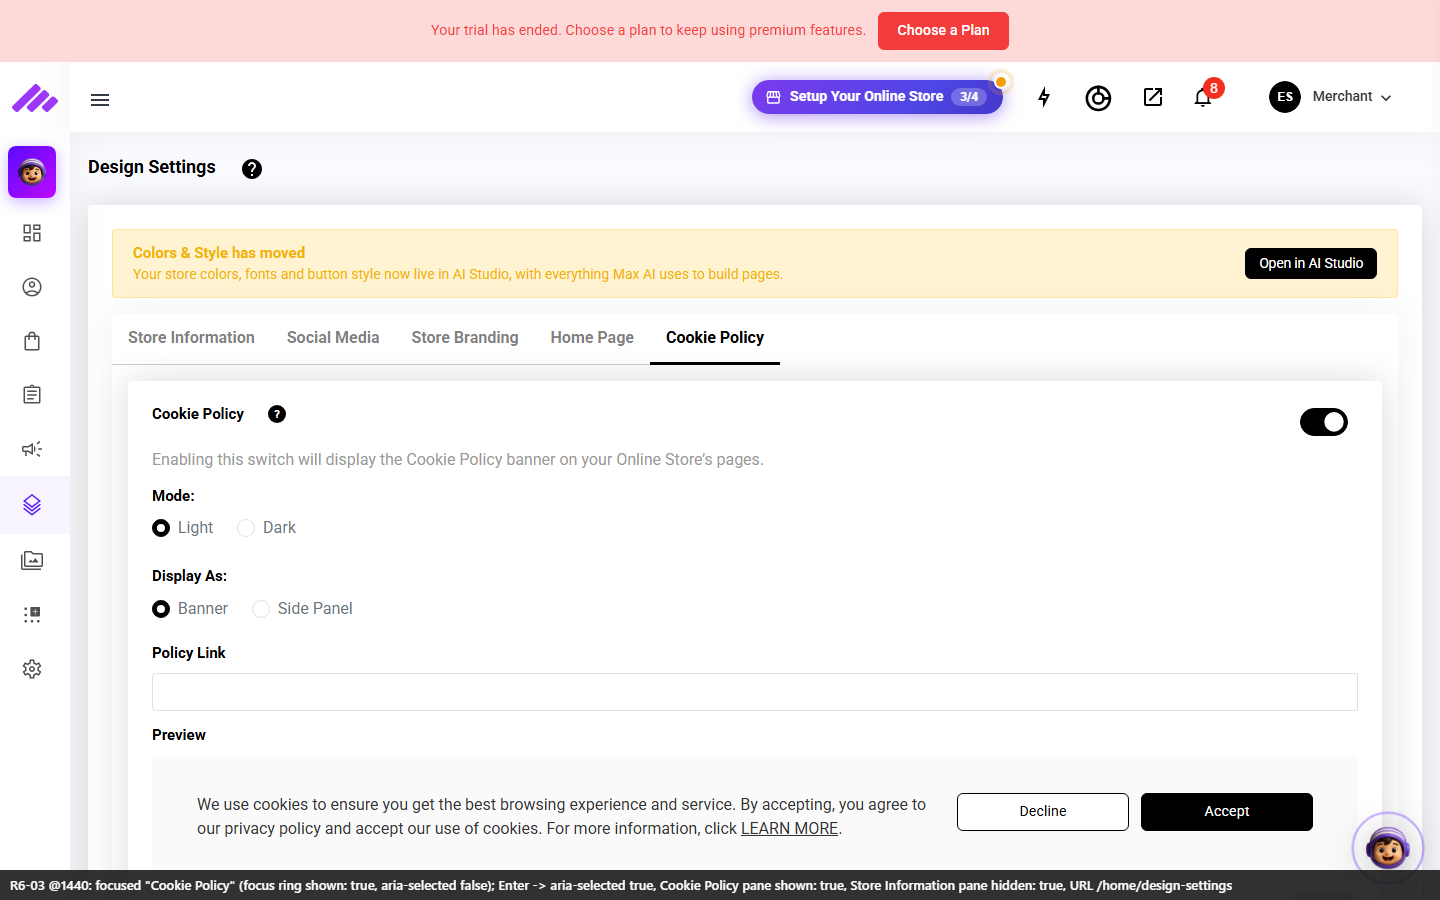 Your trial has ended. Choose a plan to keep using premium features.
Choose a Plan
Setup Your Online Store 3/4
8
ES
Merchant
Design Settings ?
Colors & Style has moved
Your store colors, fonts and button style now live in AI Studio, with everything Max AI uses to build pages.
Open in AI Studio
Store Information Social Media Store Branding Home Page Cookie Policy
Cookie Policy ?
Enabling this switch will display the Cookie Policy banner on your Online Store’s pages.
Mode:
Light Dark
Display As:
Banner Side Panel
Policy Link
Preview
We use cookies to ensure you get the best browsing experience and service. By accepting, you agree to
our privacy policy and accept our use of cookies. For more information, click LEARN MORE.
Decline
Accept
R6-03 @1440: focused "Cookie Policy" (focus ring shown: true, aria-selected false); Enter -> aria-selected true, Cookie Policy pane shown: true, Store Information pane hidden: true, URL /home/design-settings